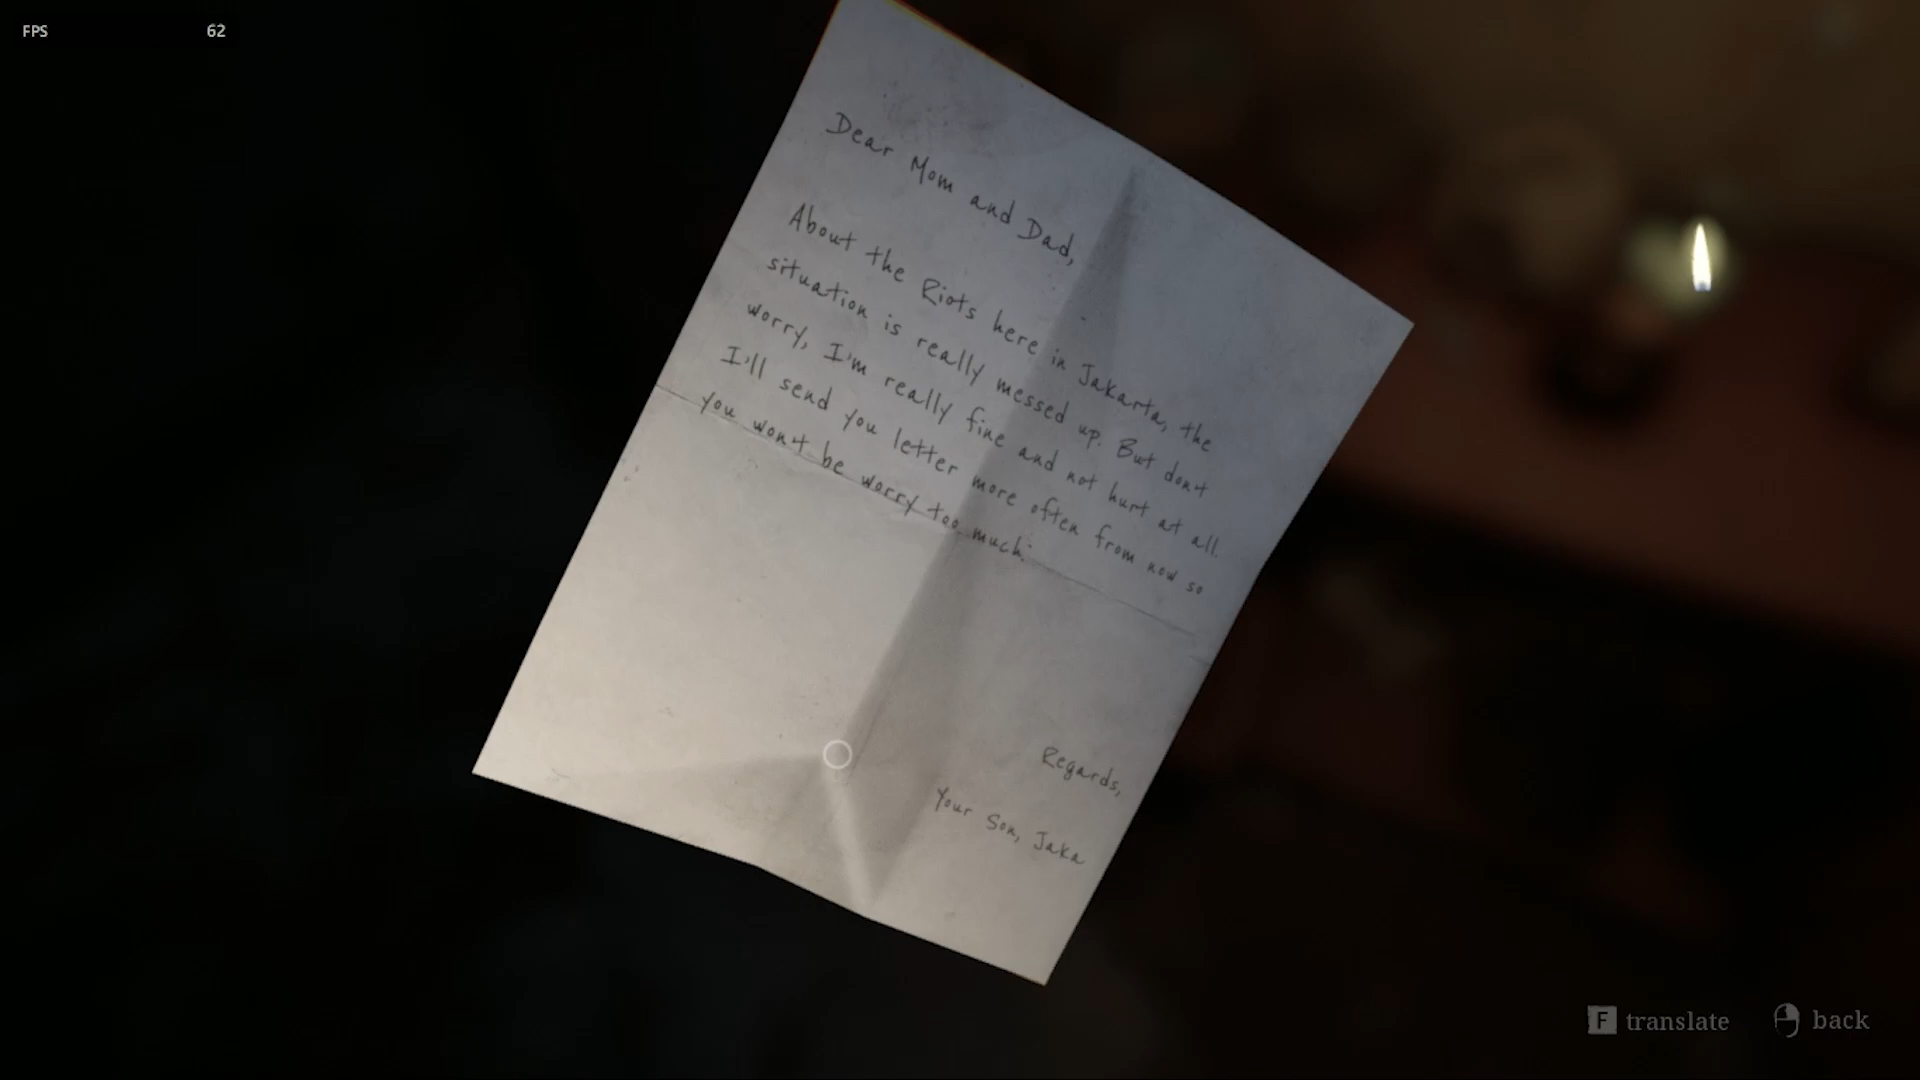 FPS 62
Dear Mom and Dad,
About the Riots here in Jakarta, the
situation is really messed up. But don't
worry, I'm really fine and not hurt at all.
I'll send you letter more often from now so
you won't be worry too much.
Regards,
Your Son, Jaka
F translate back